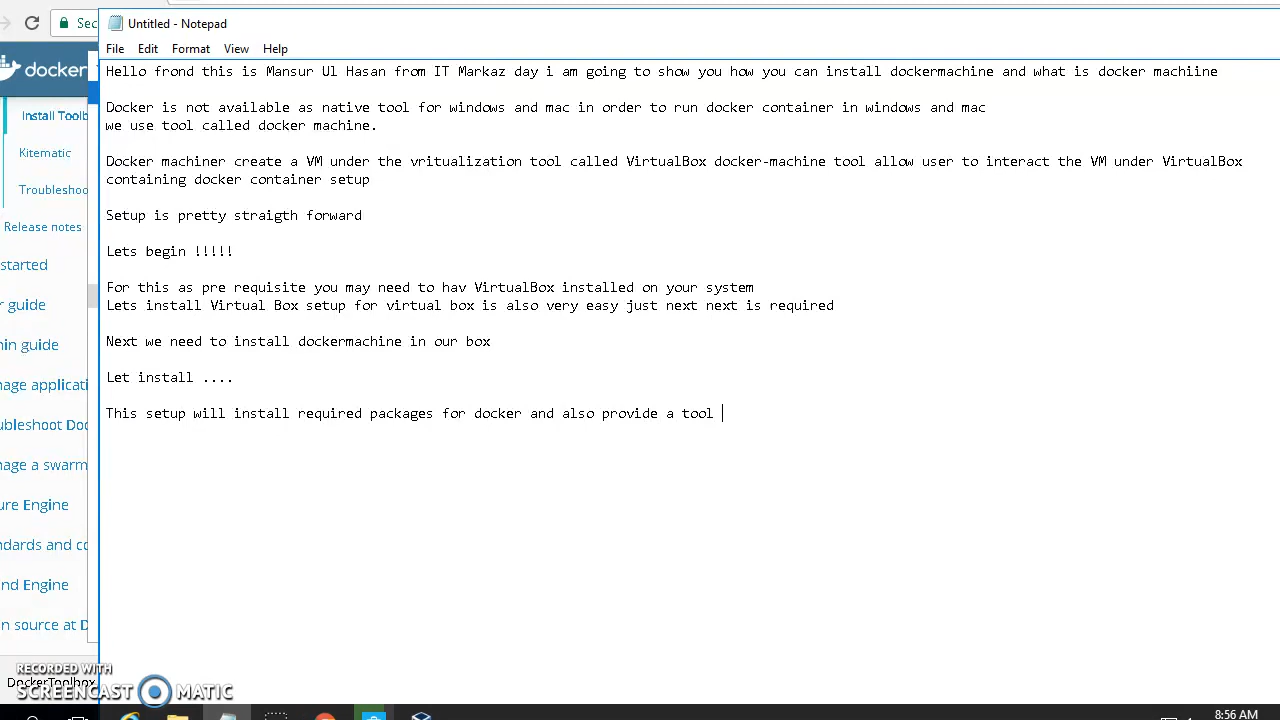 Untitled - Notepad
Sec
File Edit Format View Help
docker
Hello frond this is Mansur Ul Hasan from IT Markaz day i am going to show you how you can install dockermachine and what is docker machiine
Docker is not available as native tool for windows and mac in order to run docker container in windows and mac
we use tool called docker machine.
Docker machiner create a VM under the vritualization tool called VirtualBox docker-machine tool allow user to interact the VM under VirtualBox
containing docker container setup
Setup is pretty straigth forward
Lets begin !!!!!
For this as pre requisite you may need to hav VirtualBox installed on your system
Lets install Virtual Box setup for virtual box is also very easy just next next is required
Next we need to install dockermachine in our box
Let install ....
This setup will install required packages for docker and also provide a tool
Install Toolb
Kitematic
Troubleshoo
Release notes
started
r guide
in guide
nage applicati
ubleshoot Doc
nage a swarm
ure Engine
ndards and co
nd Engine
n source at D
DockerToolbox
RECORDED WITH
SCREENCAST MATIC
8:56 AM